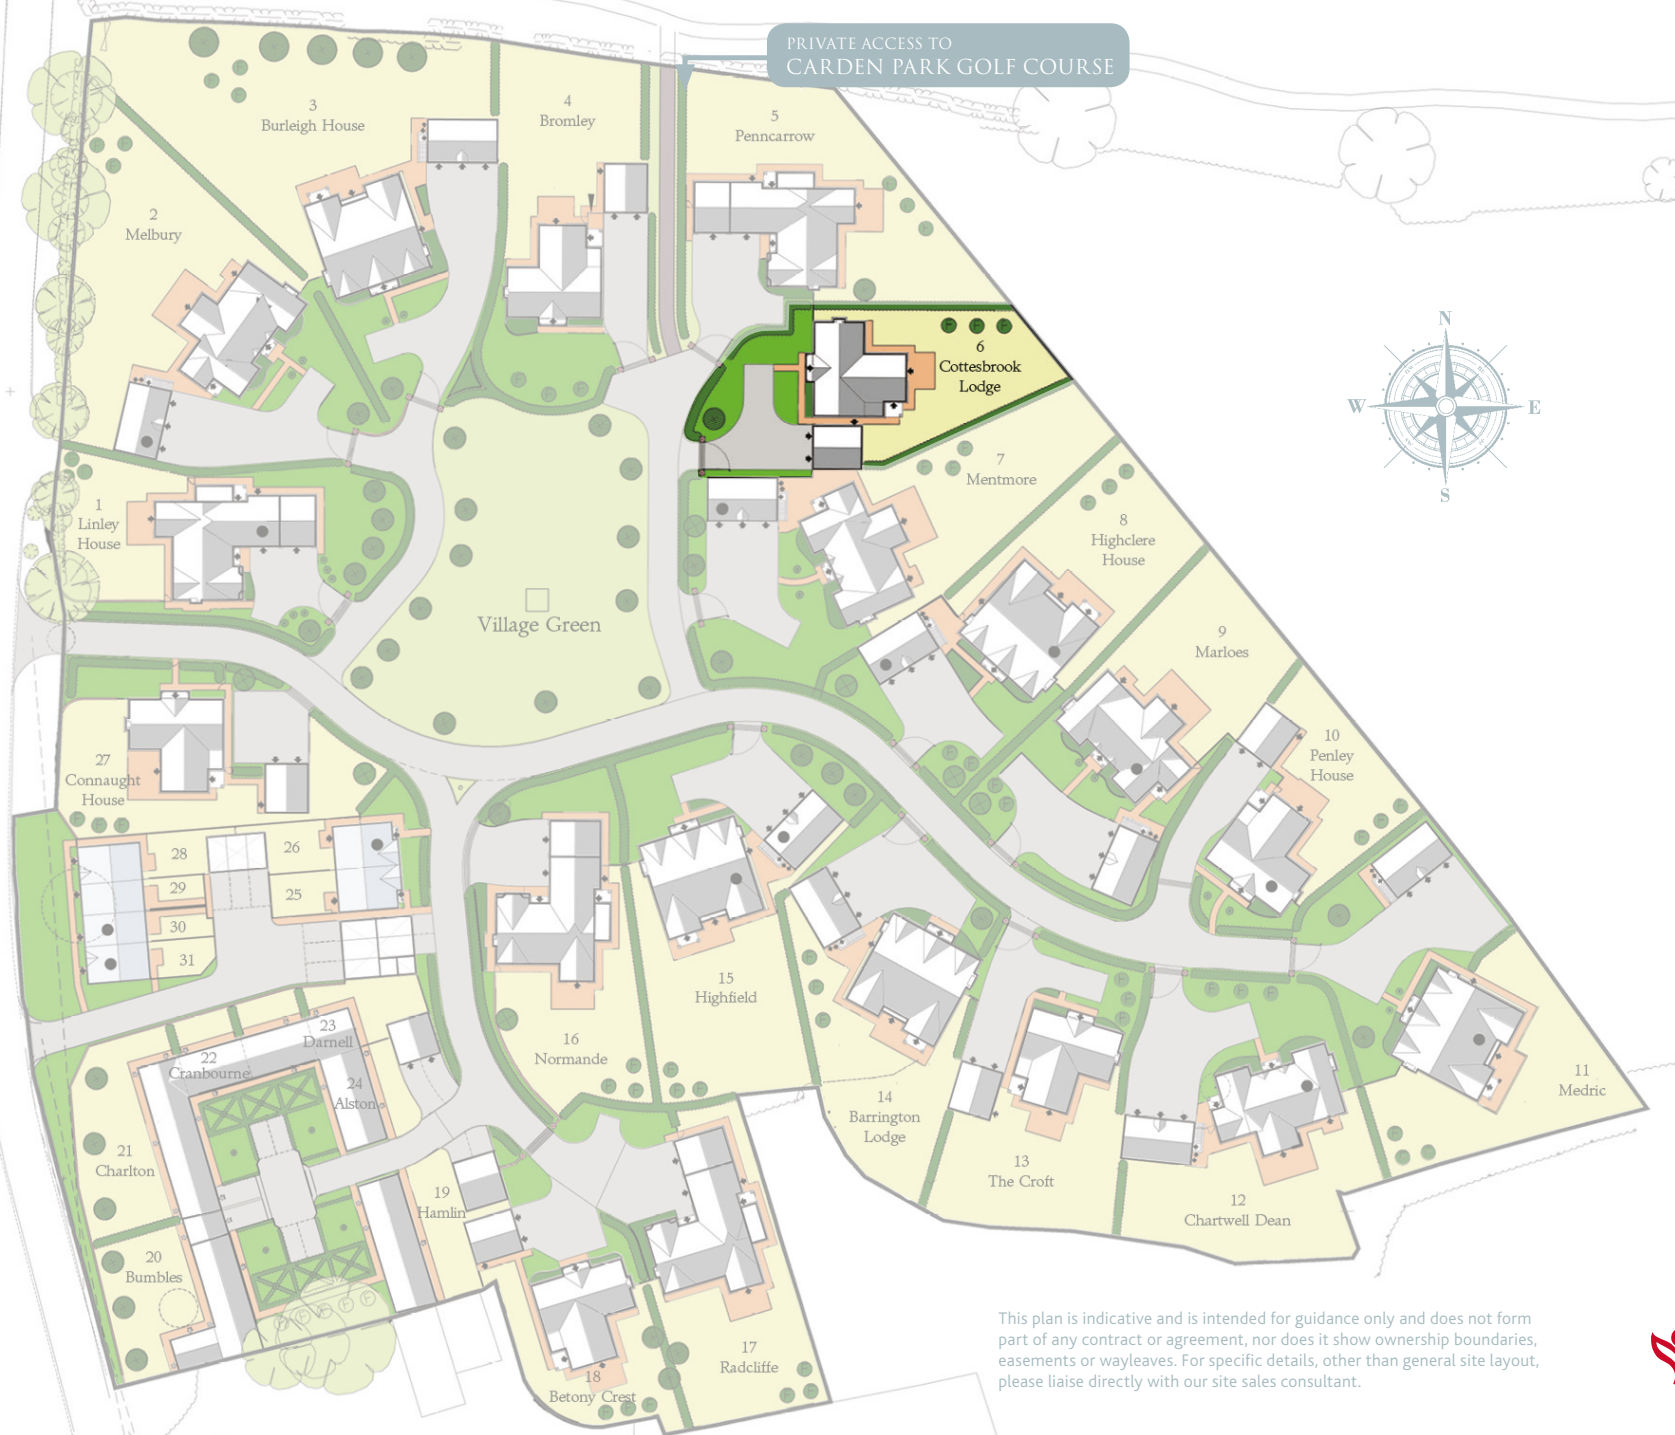 PRIVATE ACCESS TO
CARDEN PARK GOLF COURSE
3
Burleigh House
4
Bromley
5
Penncarrow
2
Melbury
6
Cottesbrook
Lodge
N
W
E
S
7
Mentmore
1
Linley
House
8
Highclere
House
Village Green
9
Marloes
10
Penley
House
27
Connaught
House
28
26
29
25
30
31
15
Highfield
16
Normande
23
Darnell
22
Cranbourne
24
Alston
11
Medric
14
Barrington
Lodge
21
Charlton
13
The Croft
19
Hamlin
12
Chartwell Dean
20
Bumbles
17
Radcliffe
18
Betony Crest
This plan is indicative and is intended for guidance only and does not form
part of any contract or agreement, nor does it show ownership boundaries,
easements or wayleaves. For specific details, other than general site layout,
please liaise directly with our site sales consultant.